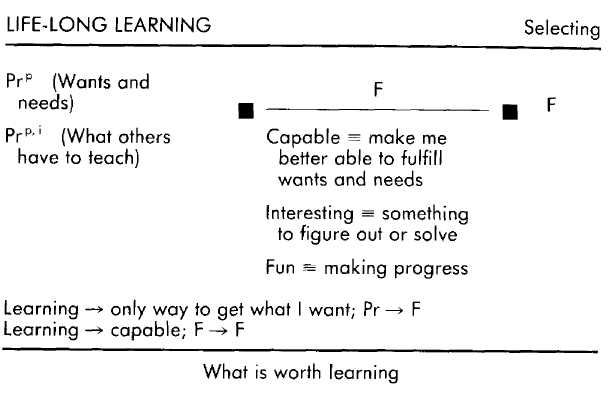 LIFE-LONG LEARNING
Selecting
Prᵖ (Wants and
needs)
F
F
Prᵖ,ⁱ (What others
have to teach)
Capable ≡ make me
better able to fulfill
wants and needs
Interesting ≡ something
to figure out or solve
Fun ≡ making progress
Learning → only way to get what I want; Pr → F
Learning → capable; F → F
What is worth learning